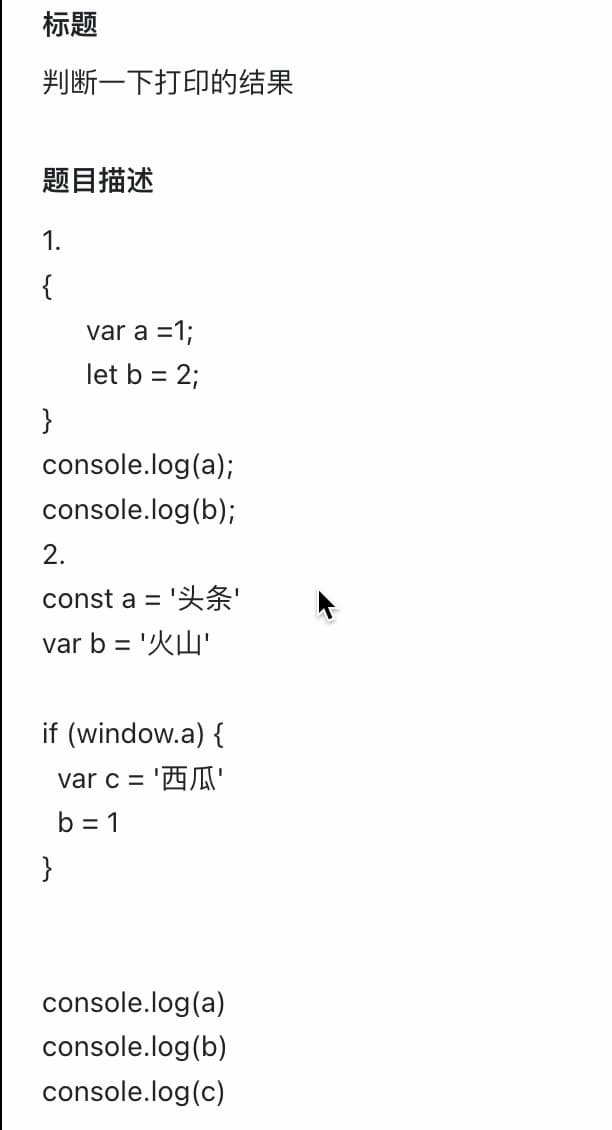 标题
判断一下打印的结果
题目描述
1.
{
var a =1;
let b = 2;
}
console.log(a);
console.log(b);
2.
const a = '头条'
var b = '火山'
if (window.a) {
var c = '西瓜'
b = 1
}
console.log(a)
console.log(b)
console.log(c)